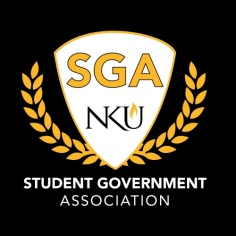 SGA
NKU
STUDENT GOVERNMENT
ASSOCIATION